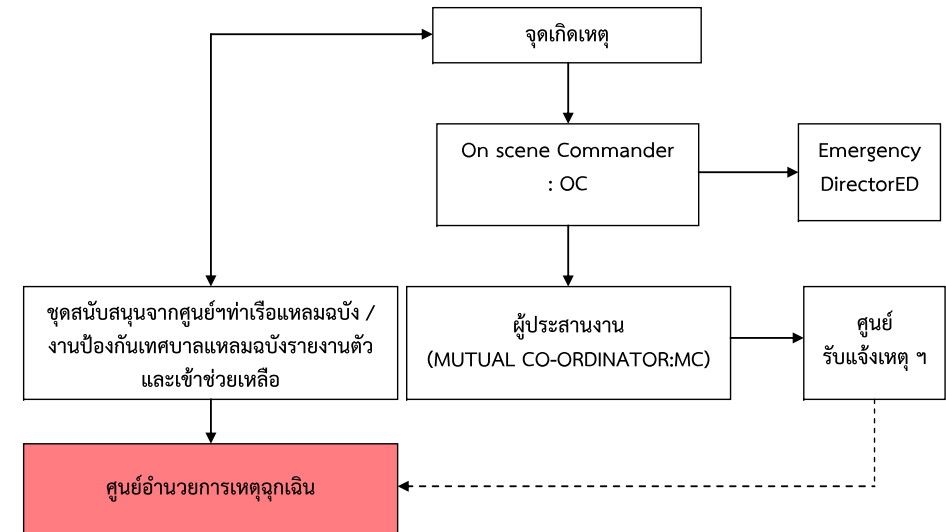 จุดเกิดเหตุ
On scene Commander
: OC
Emergency
DirectorED
ชุดสนับสนุนจากศูนย์ฯท่าเรือแหลมฉบัง /
งานป้องกันเทศบาลแหลมฉบังรายงานตัว
และเข้าช่วยเหลือ
ผู้ประสานงาน
(MUTUAL CO-ORDINATOR:MC)
ศูนย์
รับแจ้งเหตุ ฯ
ศูนย์อำนวยการเหตุฉุกเฉิน